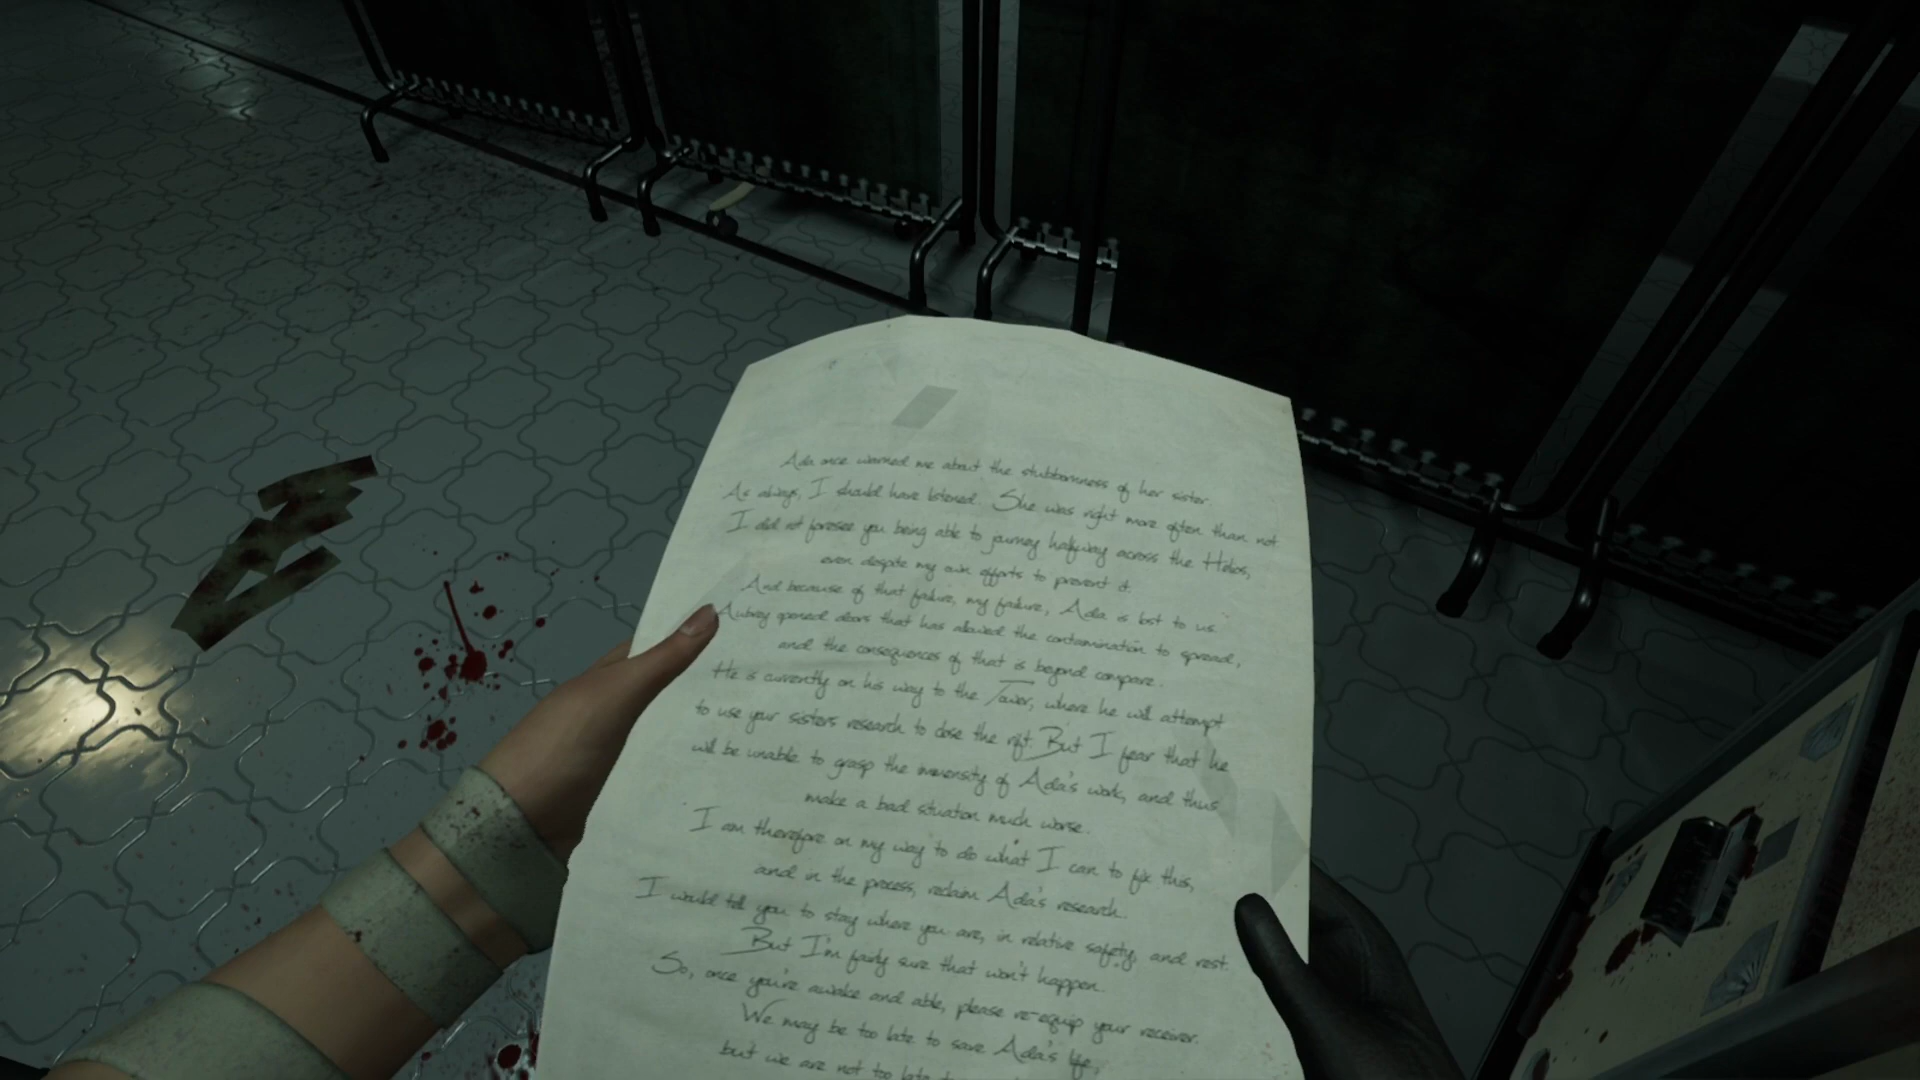 Ada once warned me about the stubbornness of her sister.
As always, I should have listened. She was right more often than not.
I did not foresee you being able to journey halfway across the Helios,
even despite my own efforts to prevent it.
And because of that failure, my failure, Ada is lost to us.
Aubrey opened doors that has allowed the contamination to spread,
and the consequences of that is beyond compare.
He is currently on his way to the Tower, where he will attempt
to use your sisters research to close the rift. But I fear that he
will be unable to grasp the immensity of Ada's work, and thus
make a bad situation much worse.
I am therefore on my way to do what I can to fix this,
and in the process, reclaim Ada's research.
I would tell you to stay where you are, in relative safety, and rest.
But I'm fairly sure that won't happen.
So, once you're awake and able, please re-equip your receiver.
We may be too late to save Ada's life,
but we are not too late